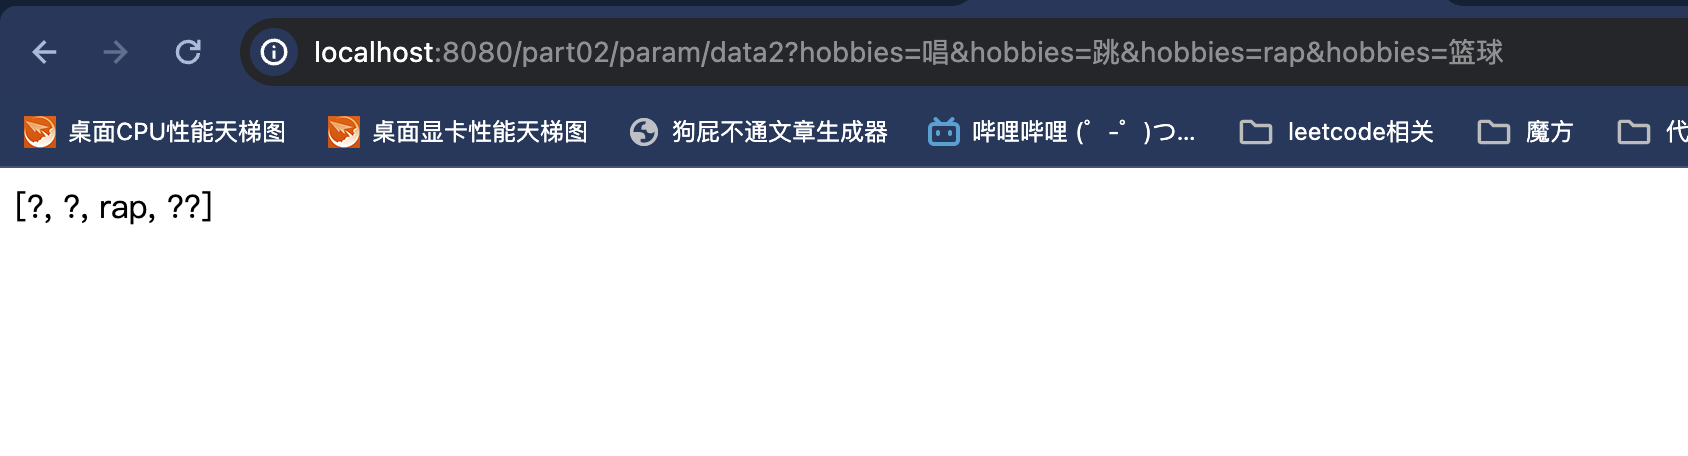 localhost:8080/part02/param/data2?hobbies=唱&hobbies=跳&hobbies=rap&hobbies=篮球
桌面CPU性能天梯图 桌面显卡性能天梯图 狗屁不通文章生成器 哔哩哔哩 (゜-゜)つ... leetcode相关 魔方 代
[?, ?, rap, ??]